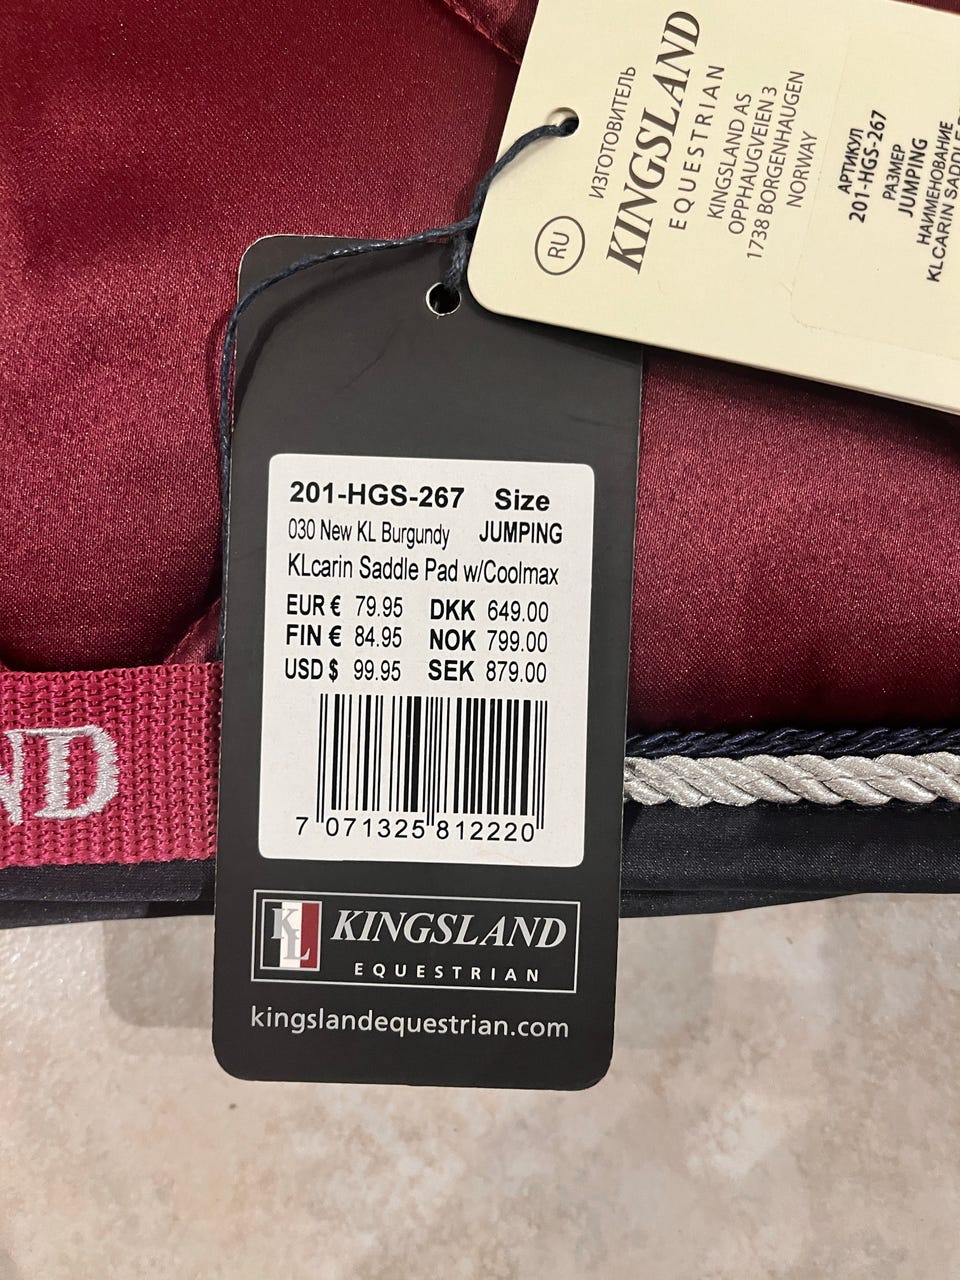 ИЗГОТОВИТЕЛЬ
KINGSLAND
EQUESTRIAN
KINGSLAND AS
OPPHAUGVEIEN 3
1738 BORGENHAUGEN
NORWAY
RU
АРТИКУЛ
201-HGS-267
РАЗМЕР
JUMPING
НАИМЕНОВАНИЕ
KLCARIN SADDLE
201-HGS-267 Size
030 New KL Burgundy JUMPING
KLcarin Saddle Pad w/Coolmax
EUR € 79.95 DKK 649.00
FIN € 84.95 NOK 799.00
USD $ 99.95 SEK 879.00
7 071325 812220
ND
KL KINGSLAND
EQUESTRIAN
kingslandequestrian.com